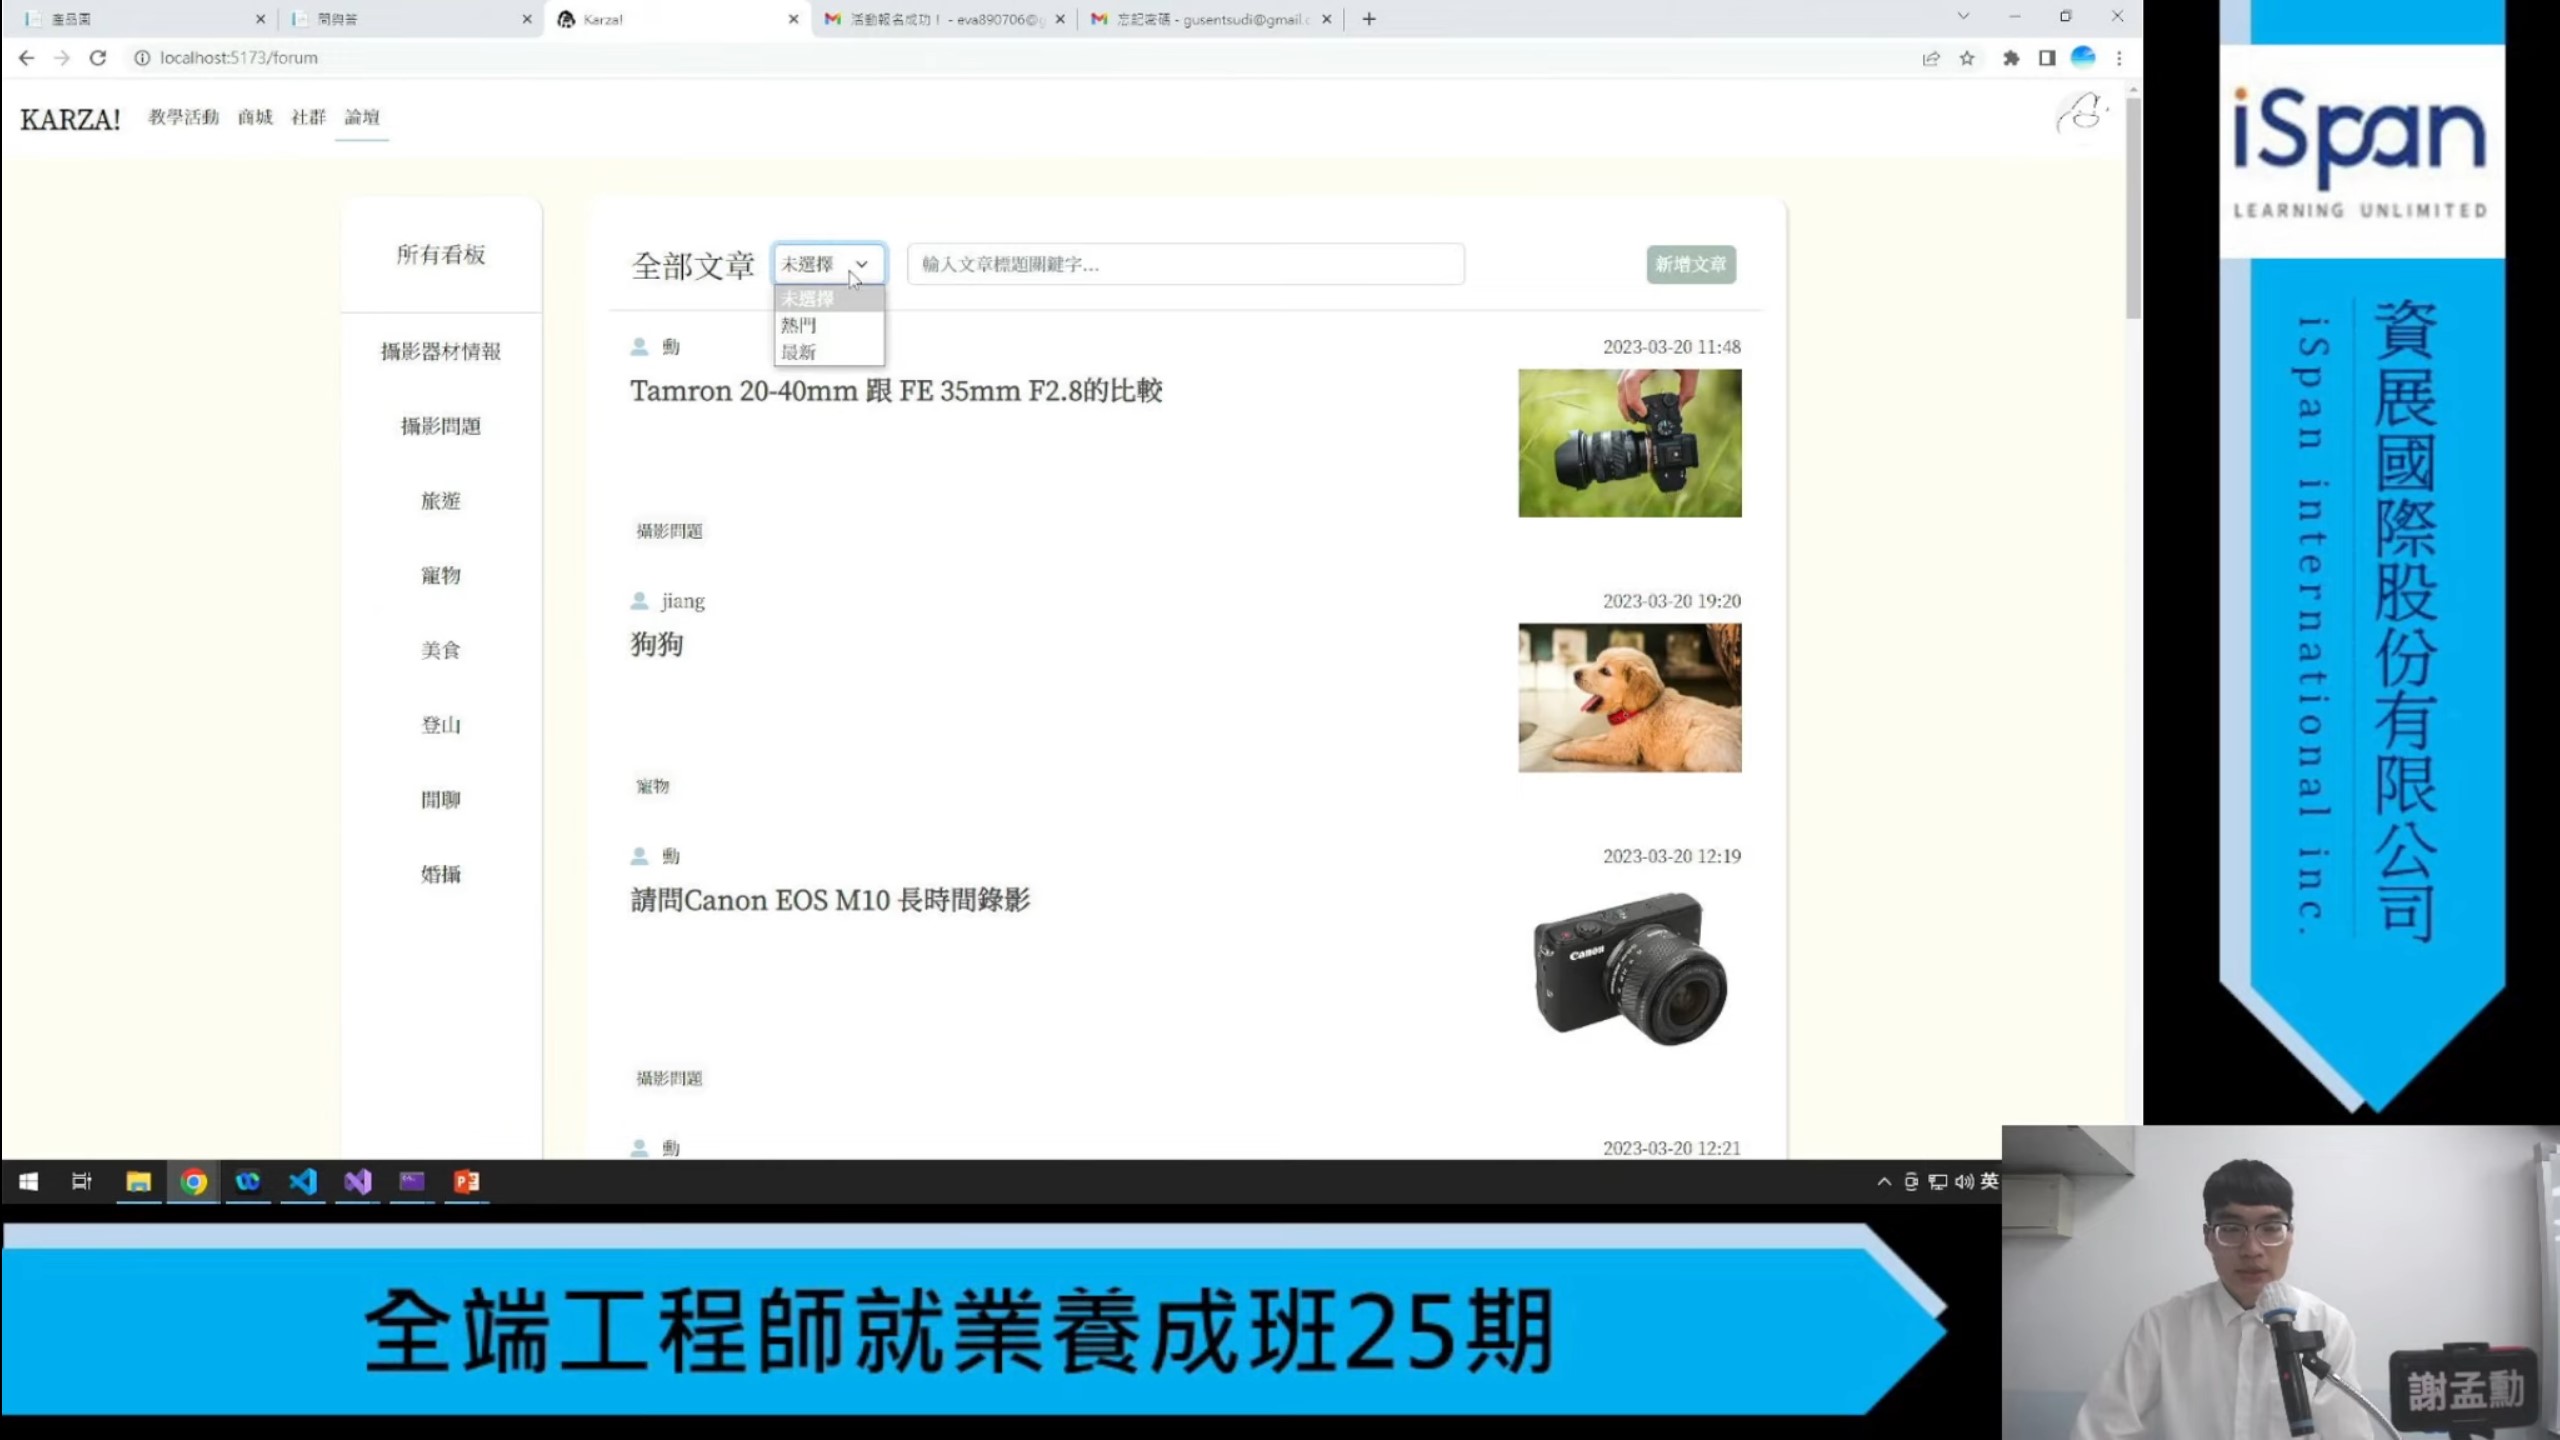 產品團
問與答
Karza!
活動報名成功！ - eva890706@g
忘記密碼 - gusentsudi@gmail.c
localhost:5173/forum
KARZA!
教學活動 商城 社群 論壇
所有看板
攝影器材情報
攝影問題
旅遊
寵物
美食
登山
閒聊
婚攝
全部文章
未選擇
輸入文章標題關鍵字...
新增文章
未選擇
熱門
最新
勳
2023-03-20 11:48
Tamron 20-40mm 跟 FE 35mm F2.8的比較
攝影問題
jiang
2023-03-20 19:20
狗狗
寵物
勳
2023-03-20 12:19
請問Canon EOS M10 長時間錄影
Canon
攝影問題
勳
2023-03-20 12:21
英
iSpan
LEARNING UNLIMITED
資展國際股份有限公司
iSpan international inc.
全端工程師就業養成班25期
謝孟勳